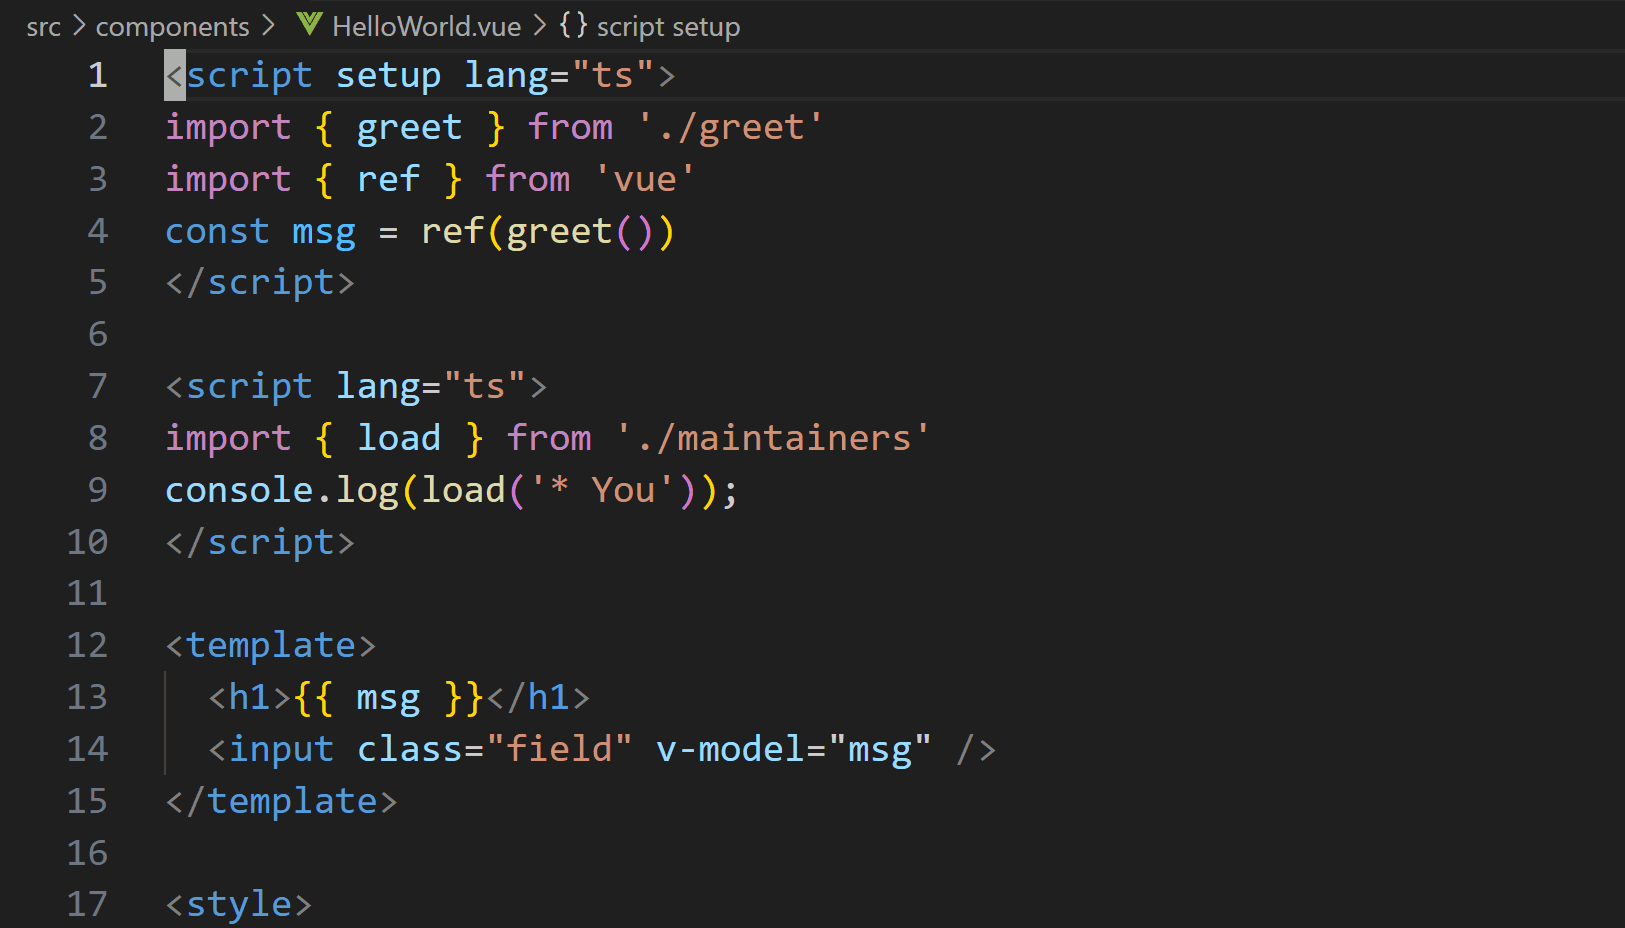 src > components > HelloWorld.vue > {} script setup
1 <script setup lang="ts">
2 import { greet } from './greet'
3 import { ref } from 'vue'
4 const msg = ref(greet())
5 </script>
6
7 <script lang="ts">
8 import { load } from './maintainers'
9 console.log(load('* You'));
10 </script>
11
12 <template>
13   <h1>{{ msg }}</h1>
14   <input class="field" v-model="msg" />
15 </template>
16
17 <style>